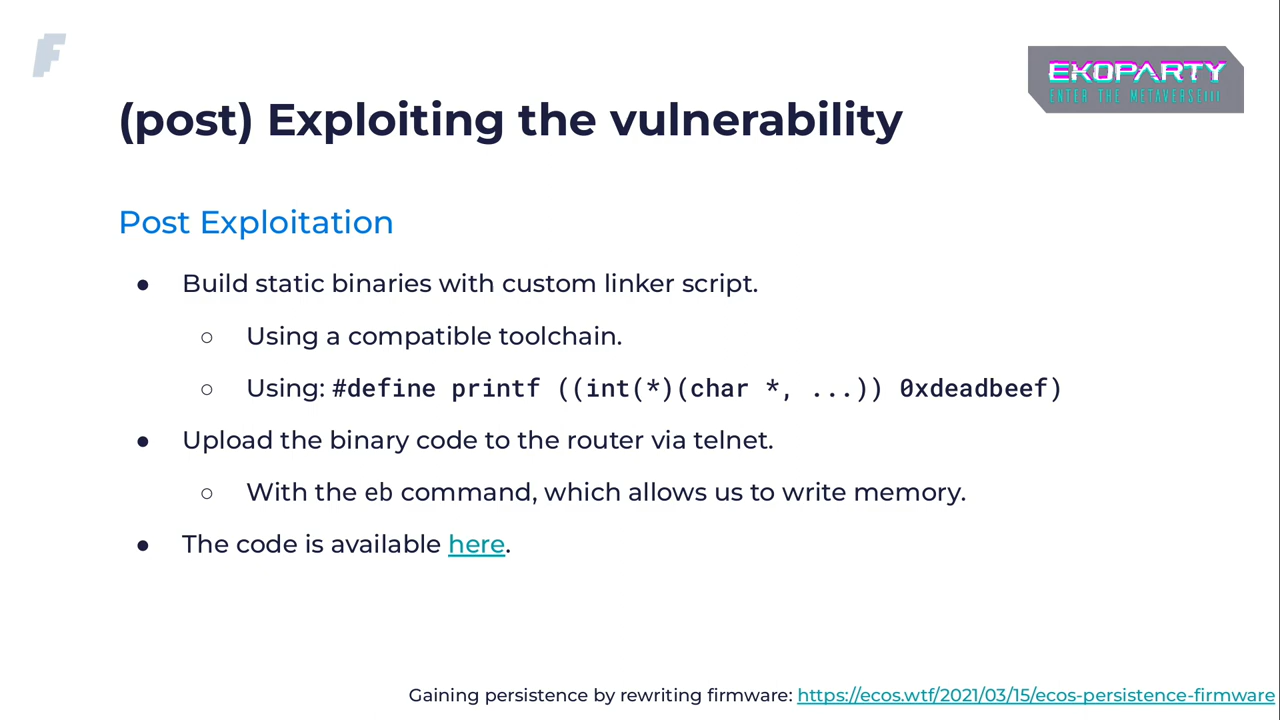 F
EKOPARTY
ENTER THE METAVERSE
(post) Exploiting the vulnerability
Post Exploitation
● Build static binaries with custom linker script.
○ Using a compatible toolchain.
○ Using: #define printf ((int(*)(char *, ...)) 0xdeadbeef)
● Upload the binary code to the router via telnet.
○ With the eb command, which allows us to write memory.
● The code is available here.
Gaining persistence by rewriting firmware: https://ecos.wtf/2021/03/15/ecos-persistence-firmware